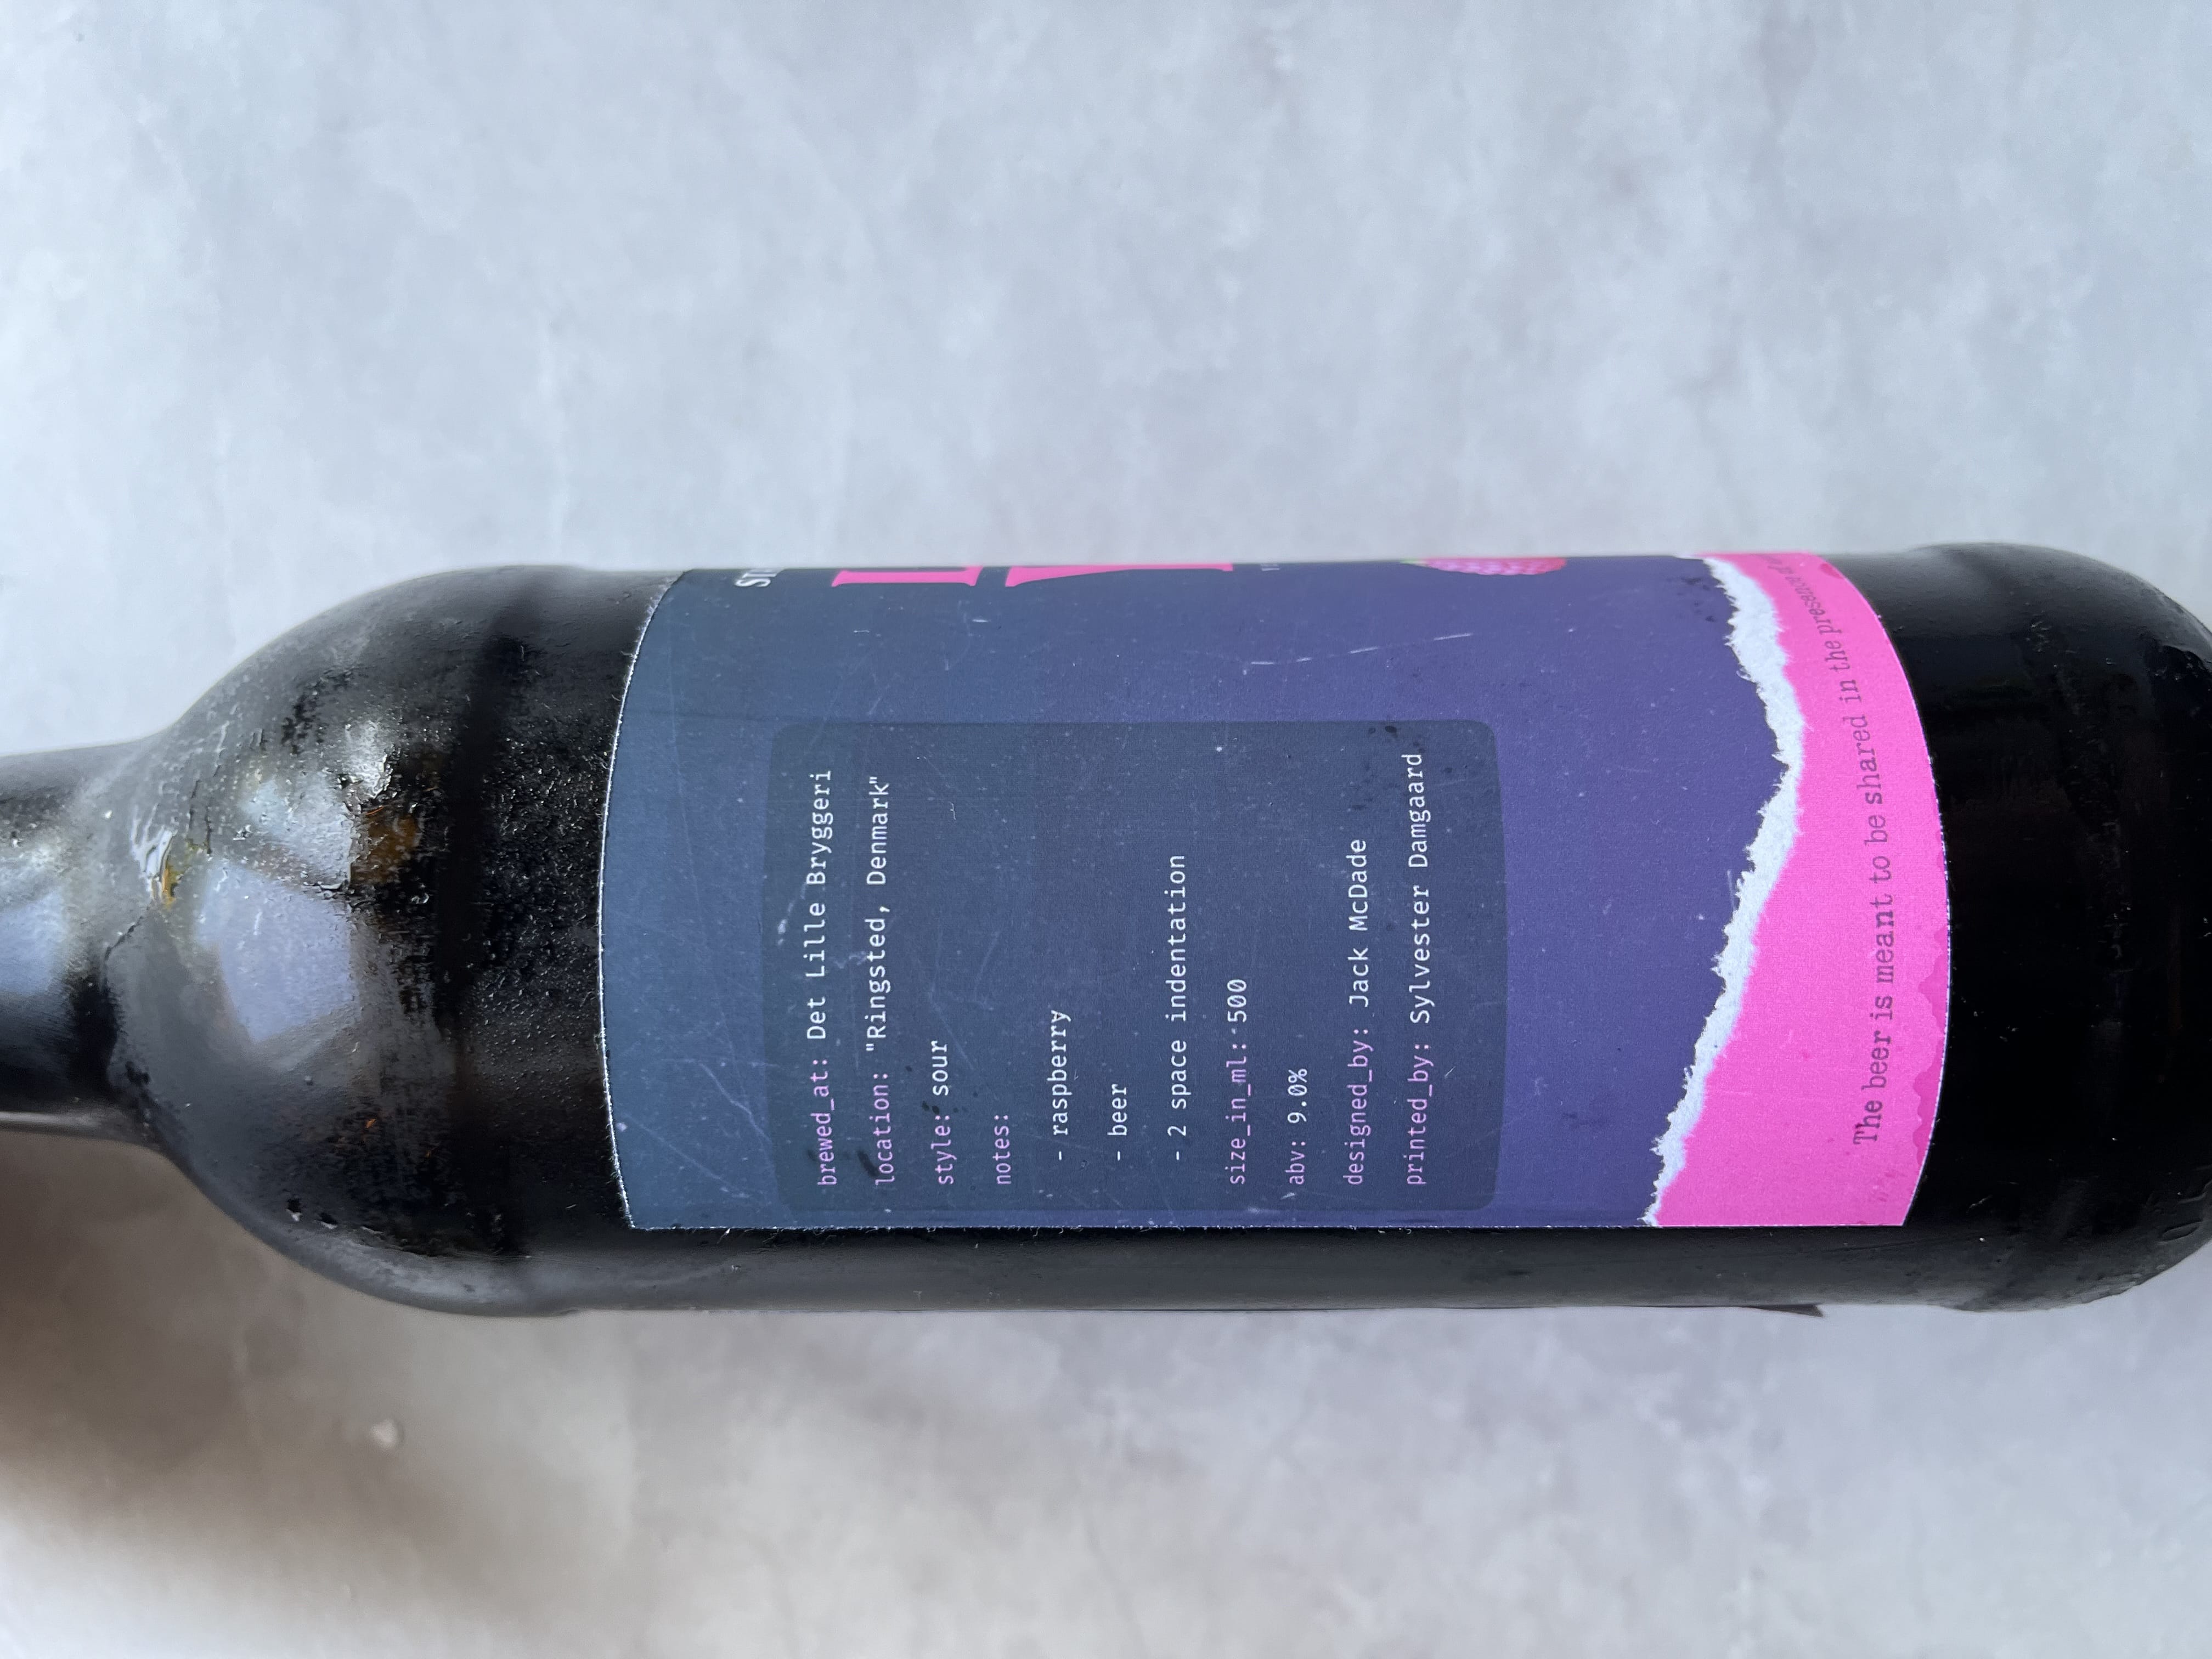 brewed_at: Det Lille Bryggeri
location: "Ringsted, Denmark"
style: sour
notes:
  - raspberry
  - beer
  - 2 space indentation
size_in_ml: 500
abv: 9.0%
designed_by: Jack McDade
printed_by: Sylvester Damgaard
The beer is meant to be shared in the presence of